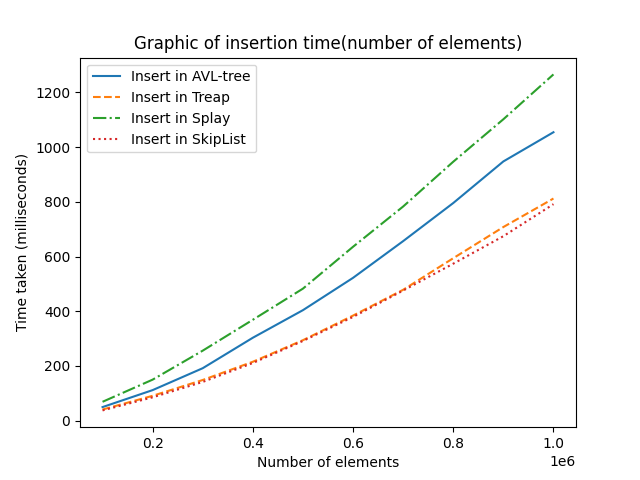 Graphic of insertion time(number of elements)
Insert in AVL-tree
Insert in Treap
Insert in Splay
Insert in SkipList
Time taken (milliseconds)
1200
1000
800
600
400
200
0
0.2 0.4 0.6 0.8 1.0
1e6
Number of elements